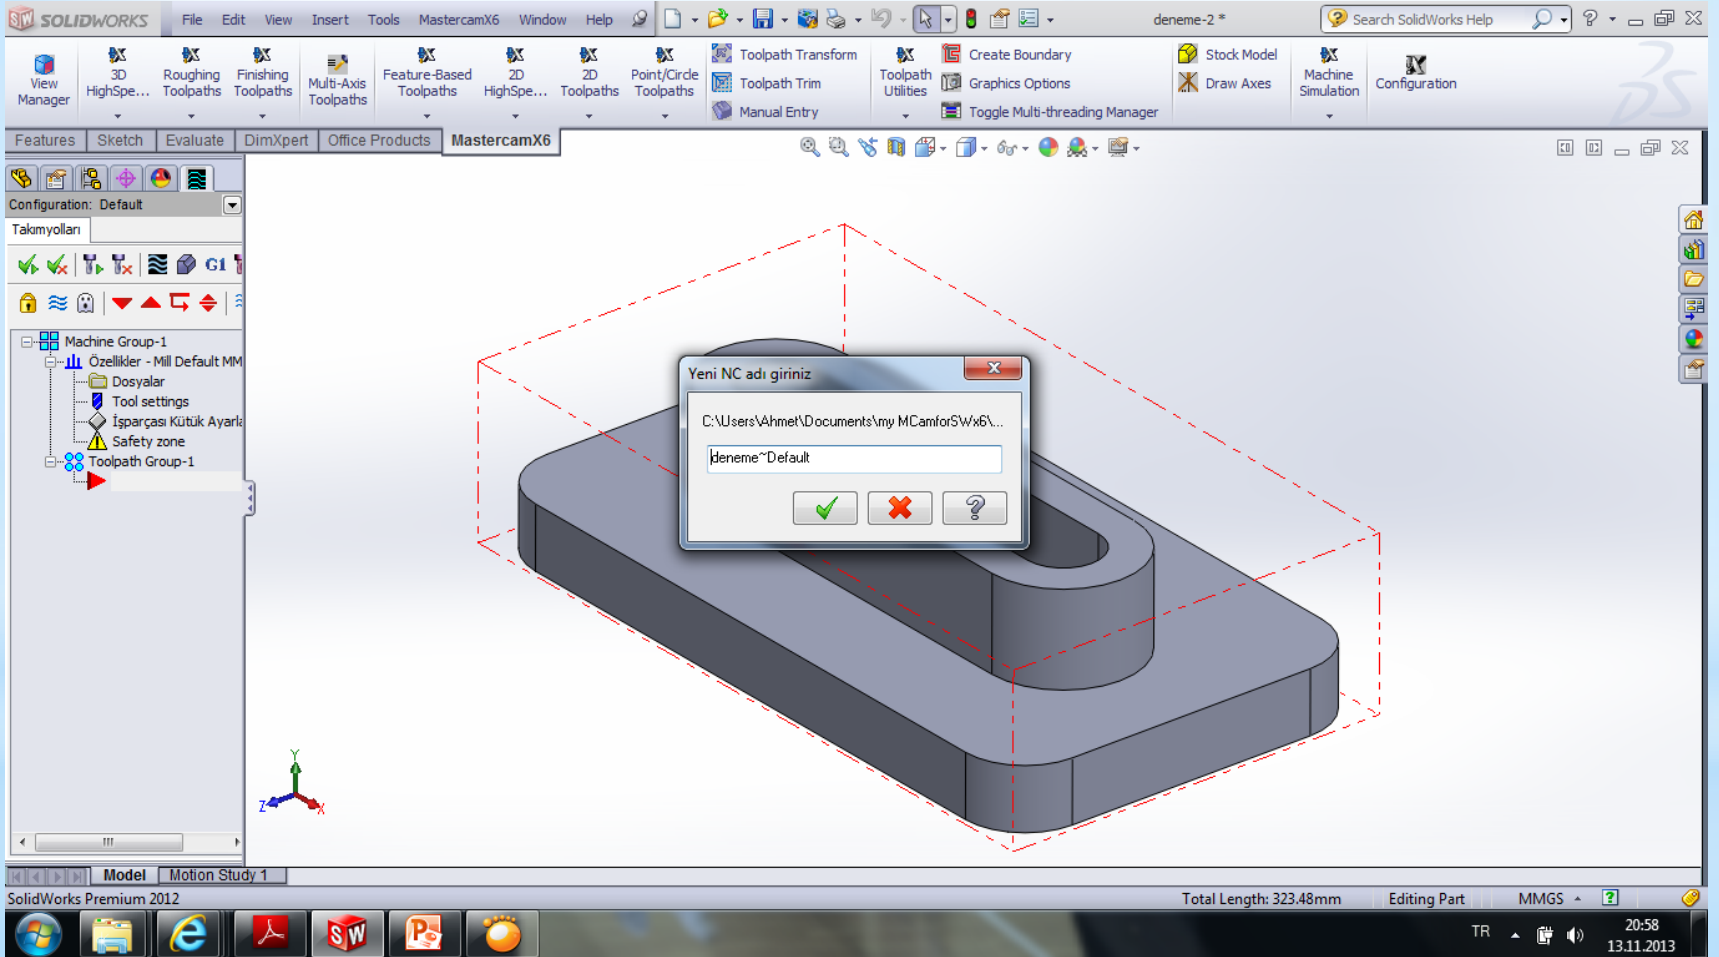 SOLIDWORKS File Edit View Insert Tools MastercamX6 Window Help deneme-2 * Search SolidWorks Help
View Manager
3D HighSpe...
Roughing Toolpaths
Finishing Toolpaths
Multi-Axis Toolpaths
Feature-Based Toolpaths
2D HighSpe...
2D Toolpaths
Point/Circle Toolpaths
Toolpath Transform
Toolpath Trim
Manual Entry
Toolpath Utilities
Create Boundary
Graphics Options
Toggle Multi-threading Manager
Stock Model
Draw Axes
Machine Simulation
Configuration
Features Sketch Evaluate DimXpert Office Products MastercamX6
Configuration: Default
Takımyolları
G1
Machine Group-1
Özellikler - Mill Default MM
Dosyalar
Tool settings
İşparçası Kütük Ayarla
Safety zone
Toolpath Group-1
Yeni NC adı giriniz
C:\Users\Ahmet\Documents\my MCamforSWx6\...
deneme~Default
Y
Z
X
Model Motion Study 1
SolidWorks Premium 2012 Total Length: 323.48mm Editing Part MMGS
TR 20:58
13.11.2013